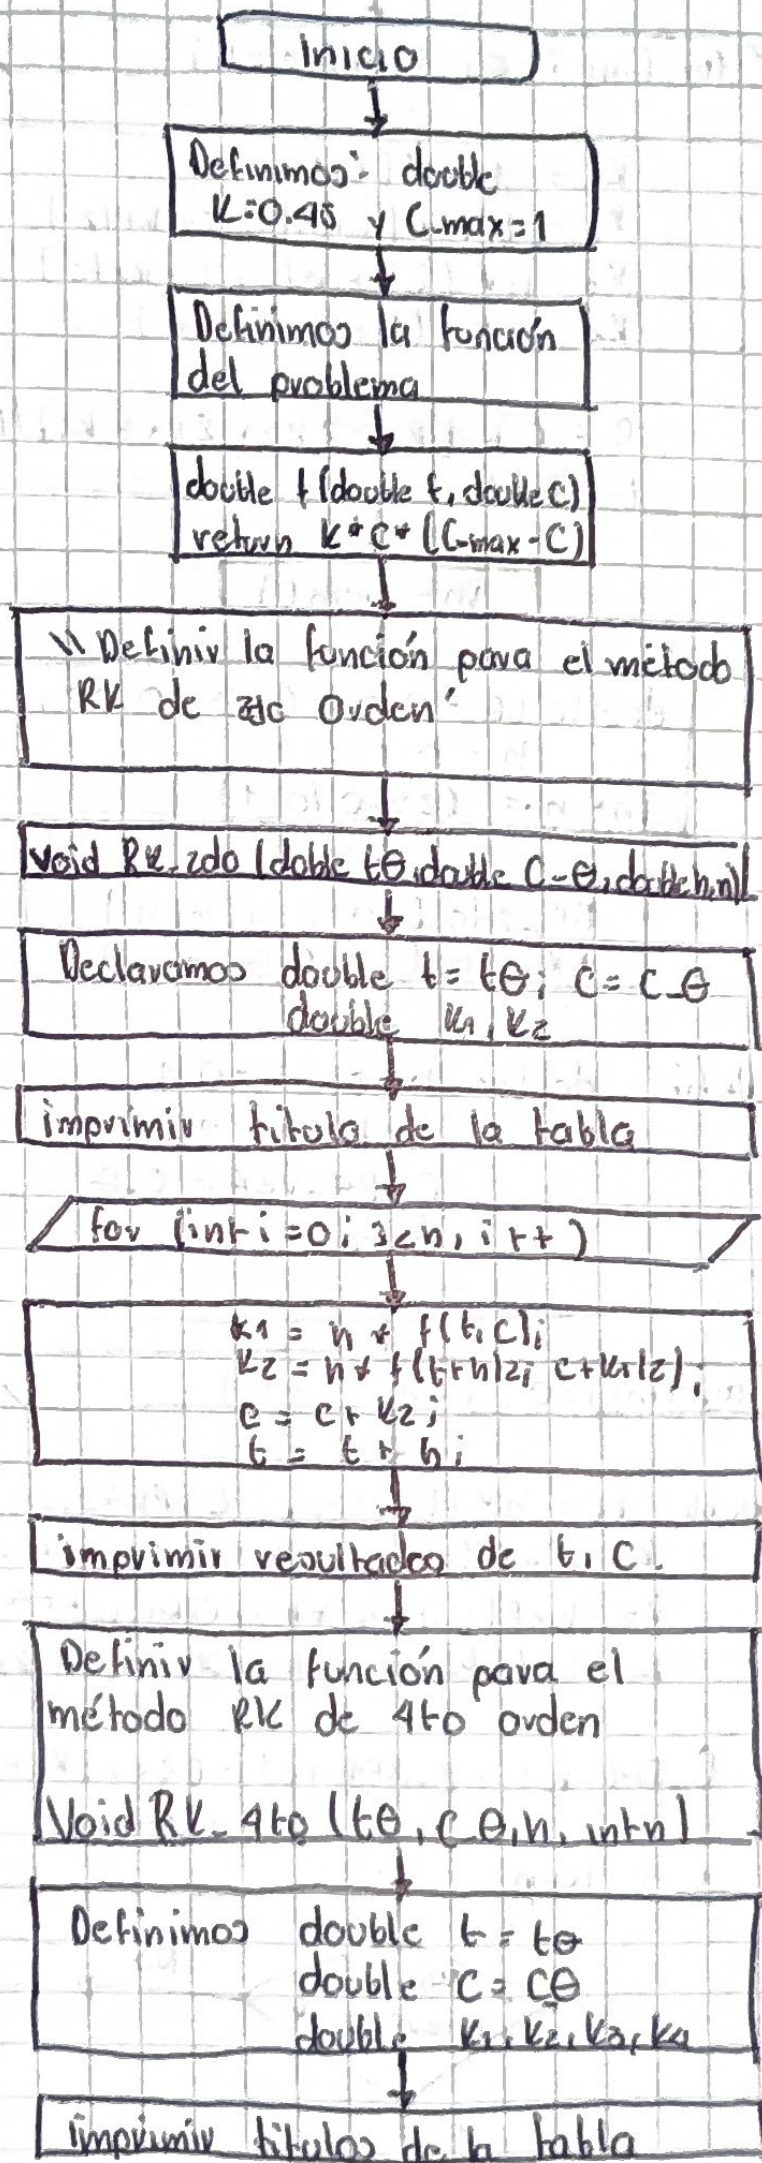 Inicio
Definimos: double
K=0.45 y C_max=1
Definimos la función
del problema
double f(double t, double C)
return K*C*(C_max-C)
\\ Definir la función para el método
RK de 2do Orden'
void RK_2do (doble t0, double C_0, double h, n)
Declaramos double t = t0; C = C_0
double k1, k2
imprimir titulo de la tabla
for (int i=0; i<n, i++)
k1 = h * f(t, C);
k2 = h * f(t+h/2; c+k1/2);
c = c + k2;
t = t + h;
imprimir resultados de t, C.
Definir la función para el
método RK de 4to orden
Void RK_4to (t0, C_0, h, int n)
Definimos double t = t0
double C = C_0
double k1, k2, k3, k4
imprimir titulos de la tabla